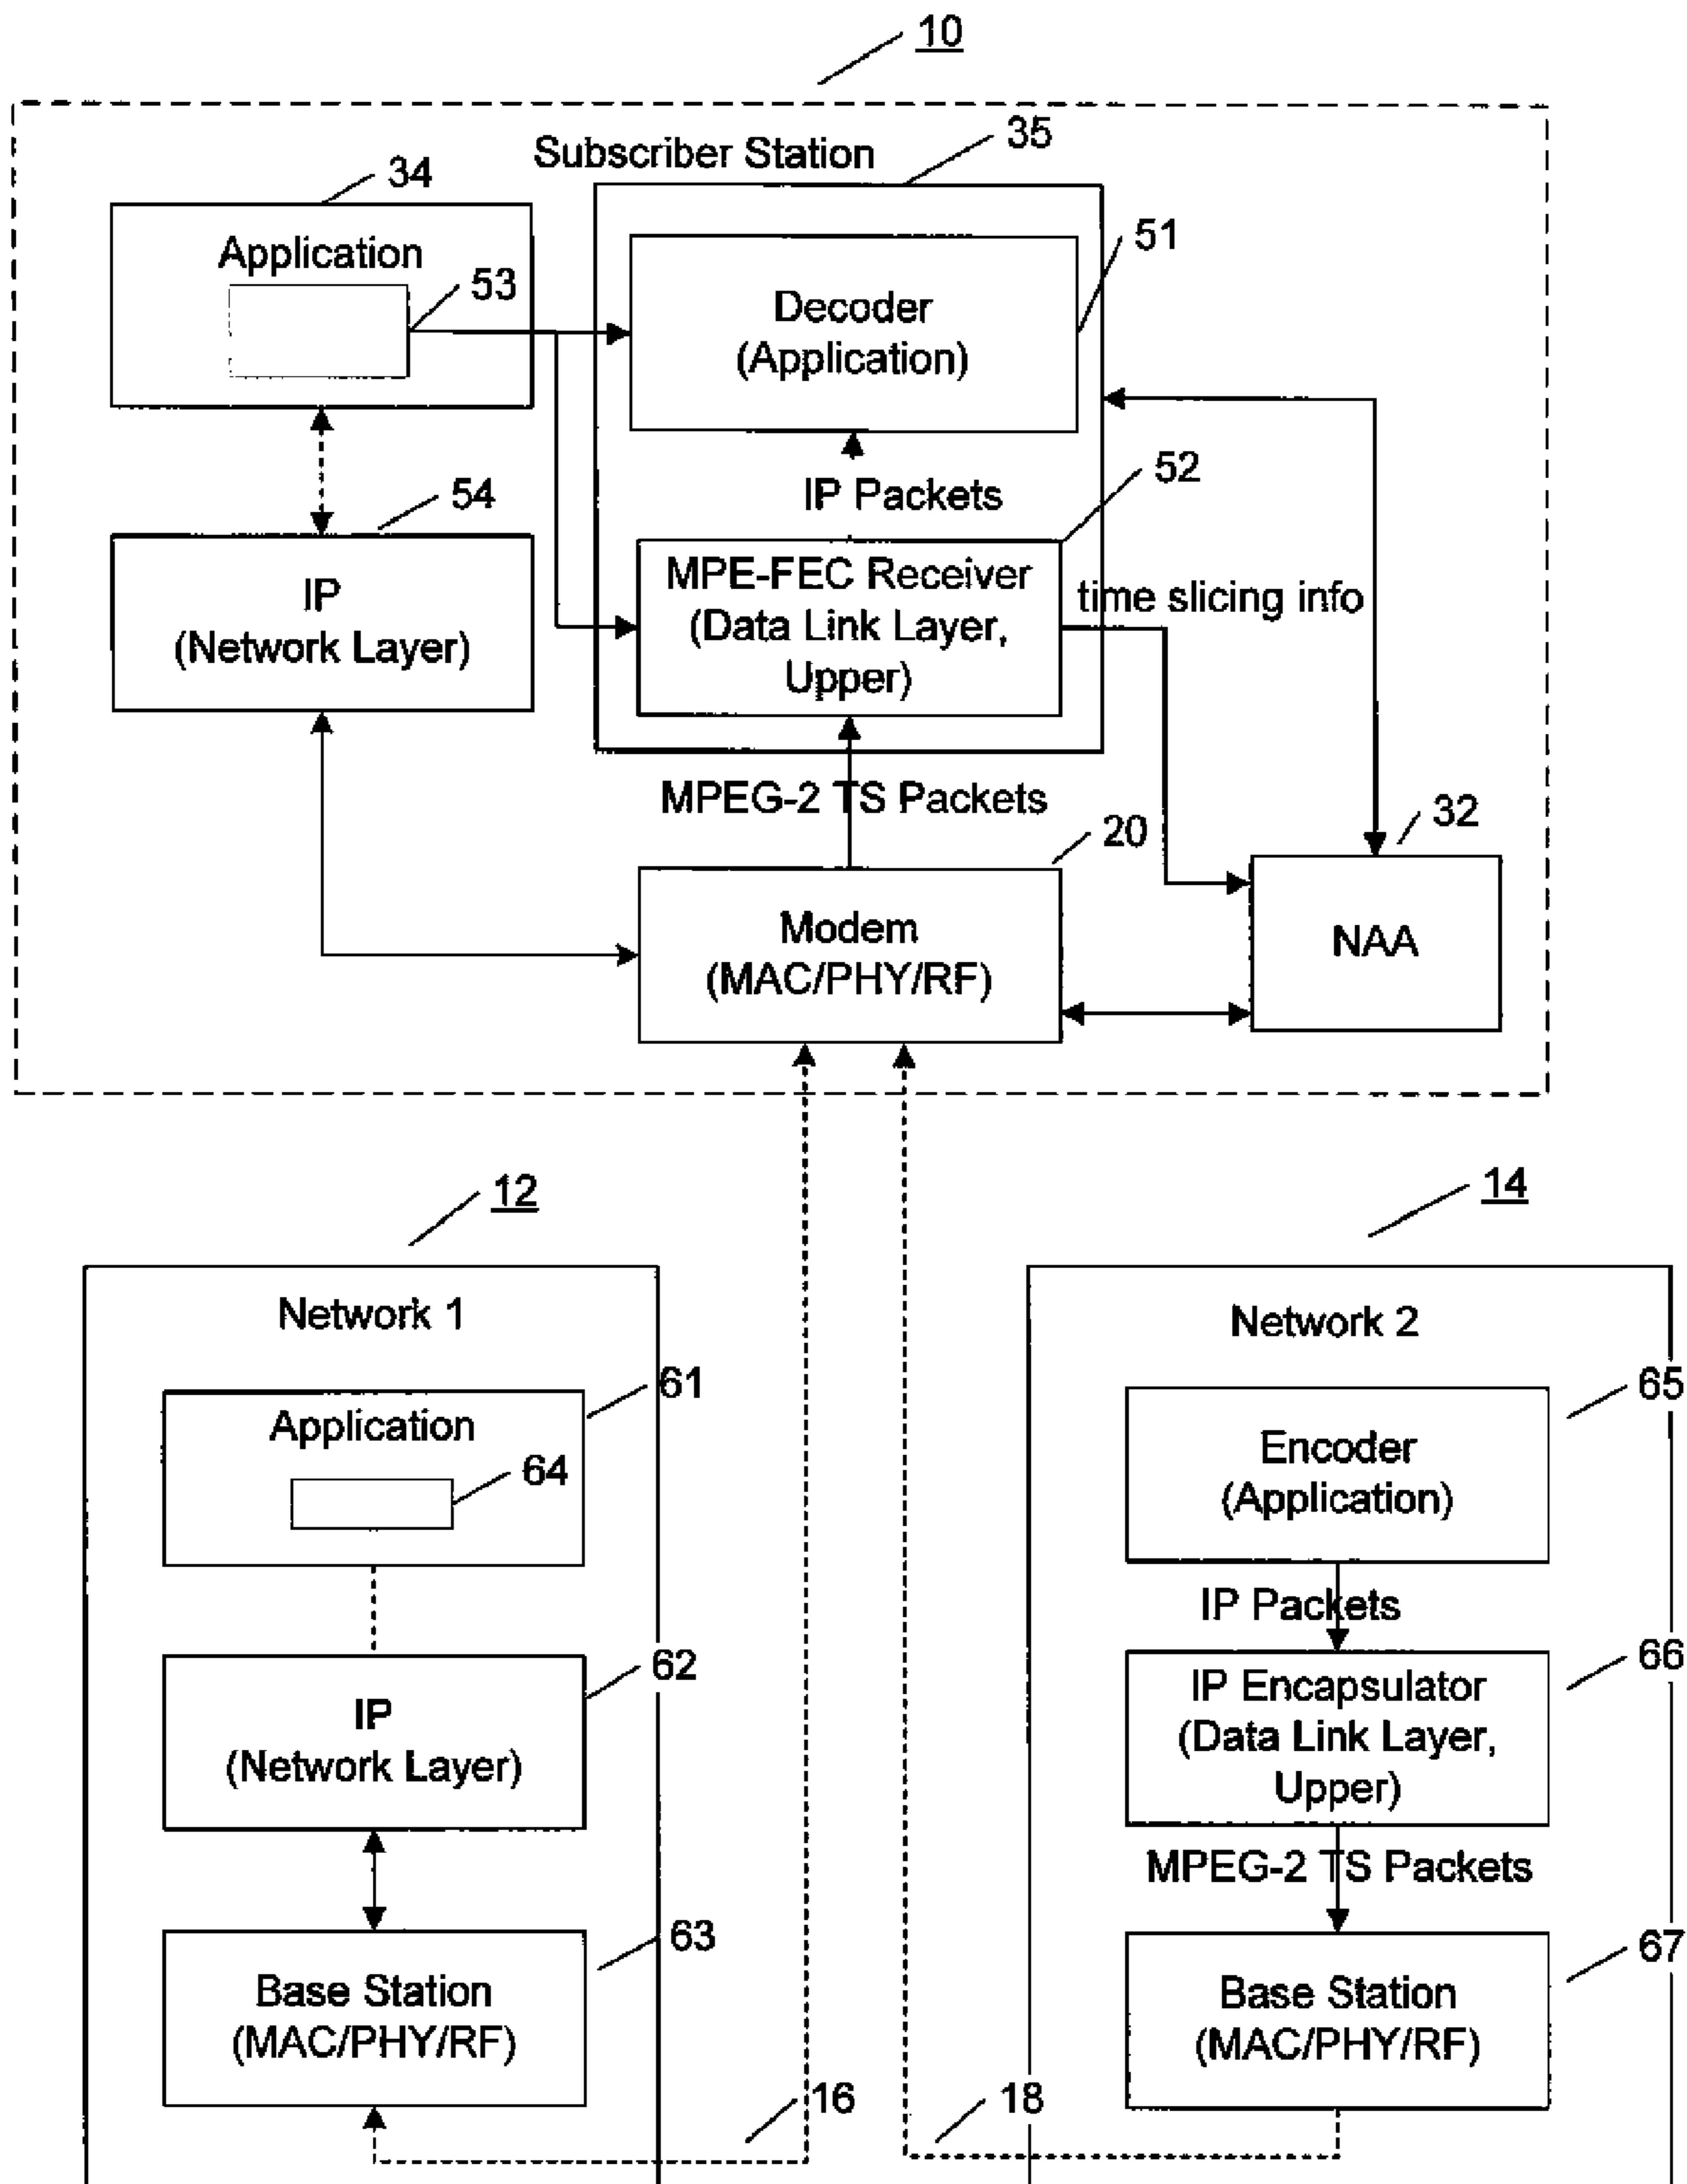 10
Subscriber Station
35
34
Application
53
51
Decoder
(Application)
54
IP Packets
52
IP
(Network Layer)
MPE-FEC Receiver
(Data Link Layer,
Upper)
time slicing info
MPEG-2 TS Packets
20
32
Modem
(MAC/PHY/RF)
NAA
12
14
Network 1
Network 2
61
Application
64
65
Encoder
(Application)
IP Packets
62
IP
(Network Layer)
66
IP Encapsulator
(Data Link Layer,
Upper)
MPEG-2 TS Packets
63
Base Station
(MAC/PHY/RF)
67
Base Station
(MAC/PHY/RF)
16
18